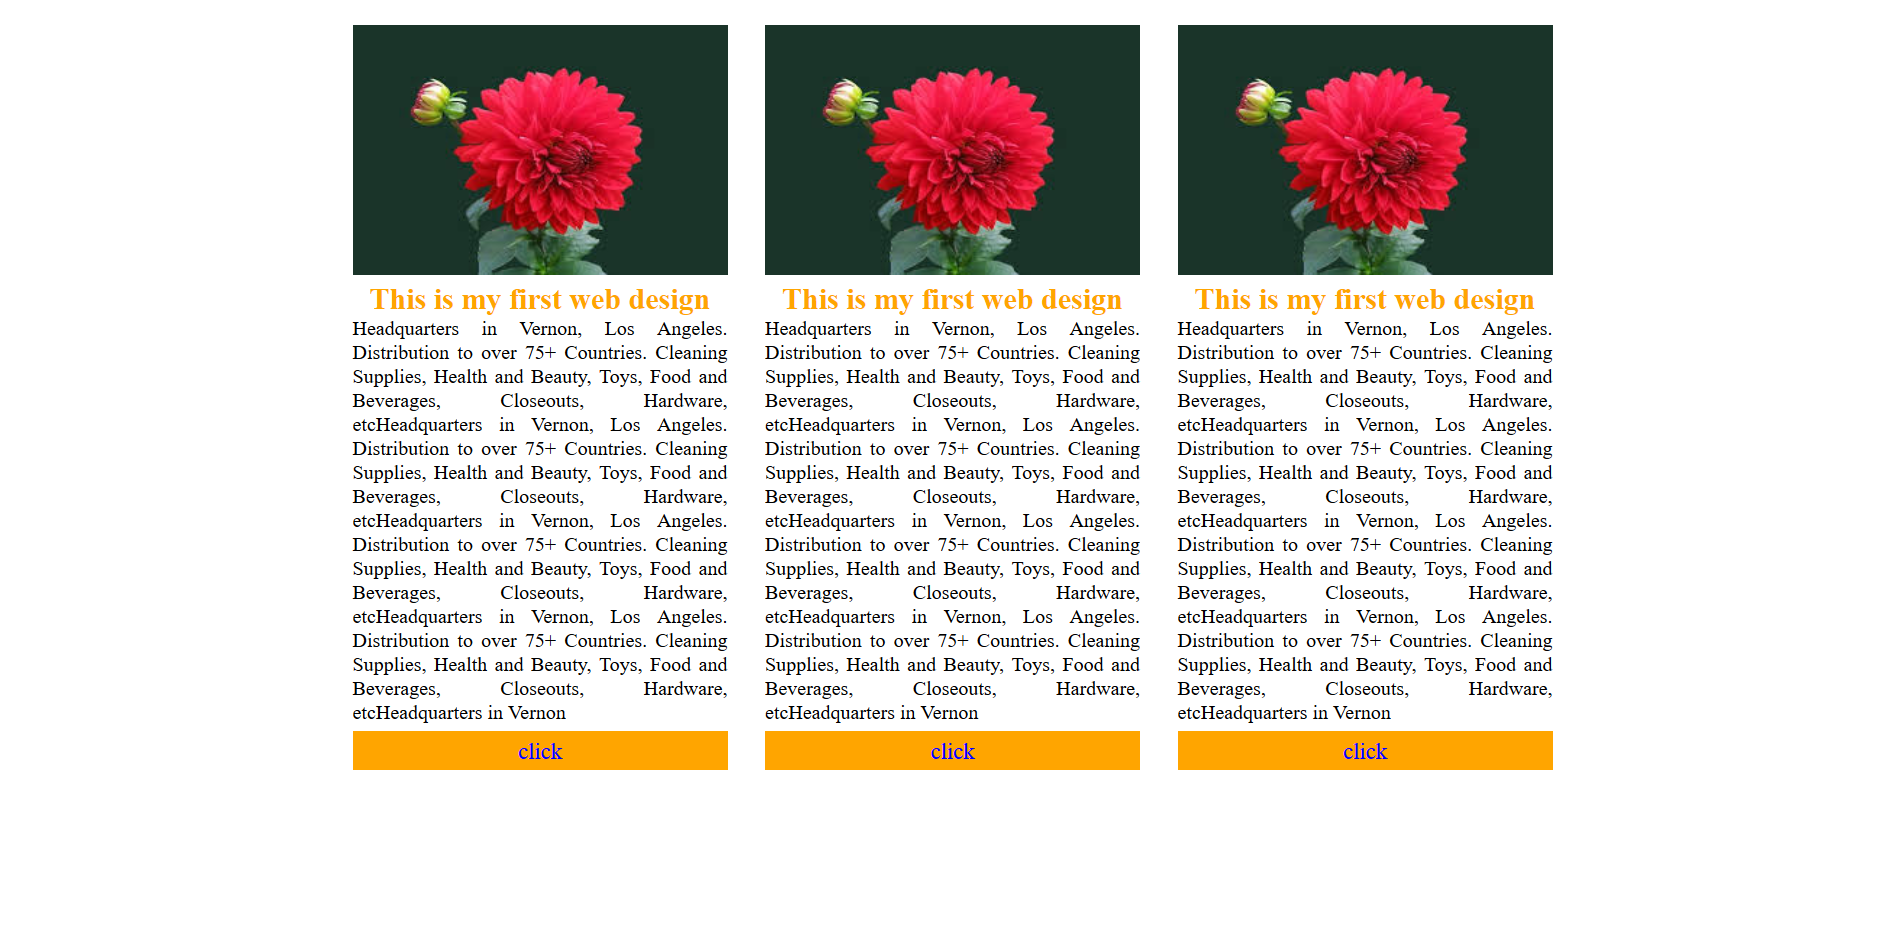 This is my first web design
Headquarters in Vernon, Los Angeles.
Distribution to over 75+ Countries. Cleaning
Supplies, Health and Beauty, Toys, Food and
Beverages, Closeouts, Hardware,
etcHeadquarters in Vernon, Los Angeles.
Distribution to over 75+ Countries. Cleaning
Supplies, Health and Beauty, Toys, Food and
Beverages, Closeouts, Hardware,
etcHeadquarters in Vernon, Los Angeles.
Distribution to over 75+ Countries. Cleaning
Supplies, Health and Beauty, Toys, Food and
Beverages, Closeouts, Hardware,
etcHeadquarters in Vernon, Los Angeles.
Distribution to over 75+ Countries. Cleaning
Supplies, Health and Beauty, Toys, Food and
Beverages, Closeouts, Hardware,
etcHeadquarters in Vernon
click
This is my first web design
Headquarters in Vernon, Los Angeles.
Distribution to over 75+ Countries. Cleaning
Supplies, Health and Beauty, Toys, Food and
Beverages, Closeouts, Hardware,
etcHeadquarters in Vernon, Los Angeles.
Distribution to over 75+ Countries. Cleaning
Supplies, Health and Beauty, Toys, Food and
Beverages, Closeouts, Hardware,
etcHeadquarters in Vernon, Los Angeles.
Distribution to over 75+ Countries. Cleaning
Supplies, Health and Beauty, Toys, Food and
Beverages, Closeouts, Hardware,
etcHeadquarters in Vernon, Los Angeles.
Distribution to over 75+ Countries. Cleaning
Supplies, Health and Beauty, Toys, Food and
Beverages, Closeouts, Hardware,
etcHeadquarters in Vernon
click
This is my first web design
Headquarters in Vernon, Los Angeles.
Distribution to over 75+ Countries. Cleaning
Supplies, Health and Beauty, Toys, Food and
Beverages, Closeouts, Hardware,
etcHeadquarters in Vernon, Los Angeles.
Distribution to over 75+ Countries. Cleaning
Supplies, Health and Beauty, Toys, Food and
Beverages, Closeouts, Hardware,
etcHeadquarters in Vernon, Los Angeles.
Distribution to over 75+ Countries. Cleaning
Supplies, Health and Beauty, Toys, Food and
Beverages, Closeouts, Hardware,
etcHeadquarters in Vernon, Los Angeles.
Distribution to over 75+ Countries. Cleaning
Supplies, Health and Beauty, Toys, Food and
Beverages, Closeouts, Hardware,
etcHeadquarters in Vernon
click